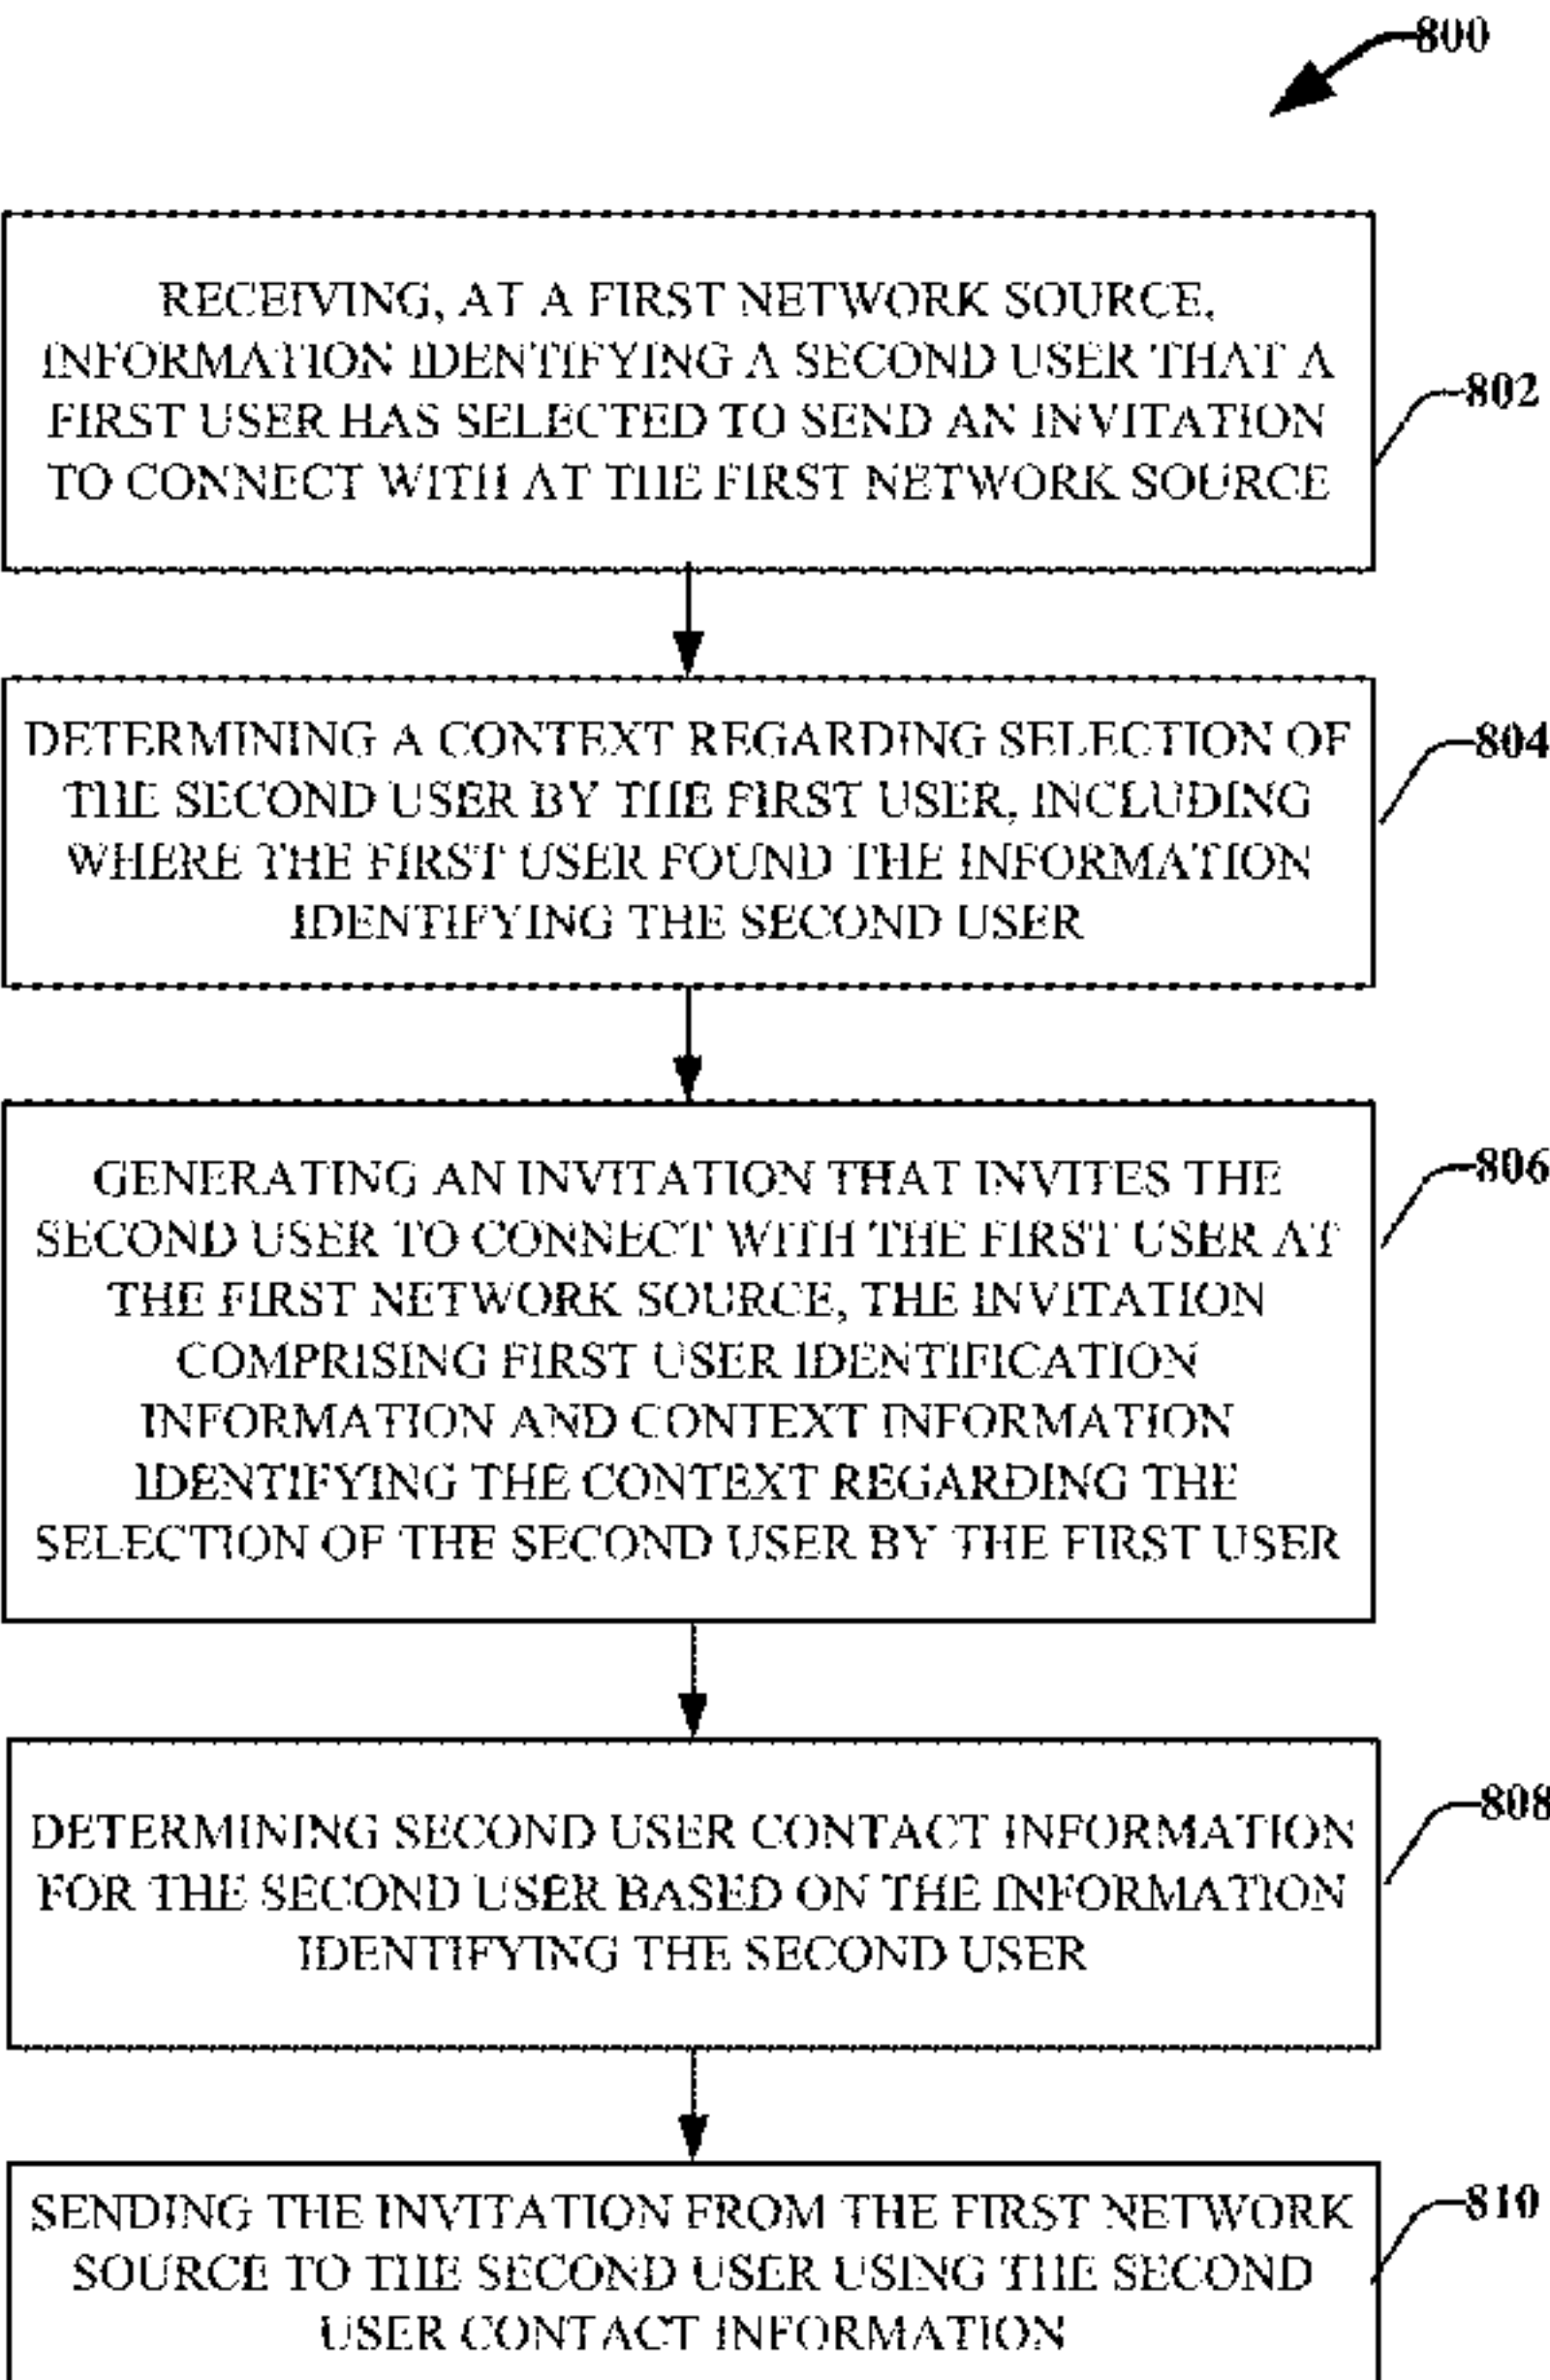 800
RECEIVING, AT A FIRST NETWORK SOURCE,
INFORMATION IDENTIFYING A SECOND USER THAT A
FIRST USER HAS SELECTED TO SEND AN INVITATION
TO CONNECT WITH AT THE FIRST NETWORK SOURCE
802
DETERMINING A CONTEXT REGARDING SELECTION OF
THE SECOND USER BY THE FIRST USER, INCLUDING
WHERE THE FIRST USER FOUND THE INFORMATION
IDENTIFYING THE SECOND USER
804
GENERATING AN INVITATION THAT INVITES THE
SECOND USER TO CONNECT WITH THE FIRST USER AT
THE FIRST NETWORK SOURCE, THE INVITATION
COMPRISING FIRST USER IDENTIFICATION
INFORMATION AND CONTEXT INFORMATION
IDENTIFYING THE CONTEXT REGARDING THE
SELECTION OF THE SECOND USER BY THE FIRST USER
806
DETERMINING SECOND USER CONTACT INFORMATION
FOR THE SECOND USER BASED ON THE INFORMATION
IDENTIFYING THE SECOND USER
808
SENDING THE INVITATION FROM THE FIRST NETWORK
SOURCE TO THE SECOND USER USING THE SECOND
USER CONTACT INFORMATION
810